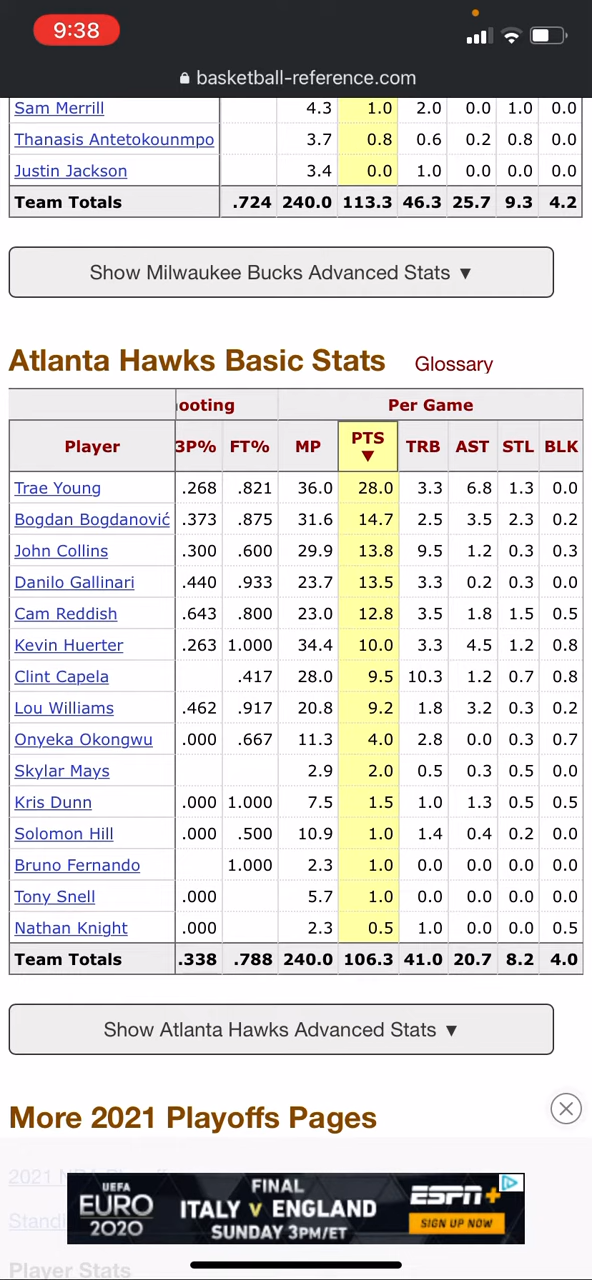 9:38
basketball-reference.com
Sam Merrill 4.3 1.0 2.0 0.0 1.0 0.0
Thanasis Antetokounmpo 3.7 0.8 0.6 0.2 0.8 0.0
Justin Jackson 3.4 0.0 1.0 0.0 0.0 0.0
Team Totals .724 240.0 113.3 46.3 25.7 9.3 4.2
Show Milwaukee Bucks Advanced Stats ▼
Atlanta Hawks Basic Stats Glossary
ooting Per Game
Player 3P% FT% MP PTS ▼ TRB AST STL BLK
Trae Young .268 .821 36.0 28.0 3.3 6.8 1.3 0.0
Bogdan Bogdanović .373 .875 31.6 14.7 2.5 3.5 2.3 0.2
John Collins .300 .600 29.9 13.8 9.5 1.2 0.3 0.3
Danilo Gallinari .440 .933 23.7 13.5 3.3 0.2 0.3 0.0
Cam Reddish .643 .800 23.0 12.8 3.5 1.8 1.5 0.5
Kevin Huerter .263 1.000 34.4 10.0 3.3 4.5 1.2 0.8
Clint Capela .417 28.0 9.5 10.3 1.2 0.7 0.8
Lou Williams .462 .917 20.8 9.2 1.8 3.2 0.3 0.2
Onyeka Okongwu .000 .667 11.3 4.0 2.8 0.0 0.3 0.7
Skylar Mays 2.9 2.0 0.5 0.3 0.5 0.0
Kris Dunn .000 1.000 7.5 1.5 1.0 1.3 0.5 0.5
Solomon Hill .000 .500 10.9 1.0 1.4 0.4 0.2 0.0
Bruno Fernando 1.000 2.3 1.0 0.0 0.0 0.0 0.0
Tony Snell .000 5.7 1.0 0.0 0.0 0.0 0.0
Nathan Knight .000 2.3 0.5 1.0 0.0 0.0 0.5
Team Totals .338 .788 240.0 106.3 41.0 20.7 8.2 4.0
Show Atlanta Hawks Advanced Stats ▼
More 2021 Playoffs Pages
2021
UEFA EURO 2020
FINAL
ITALY v ENGLAND
SUNDAY 3PM/ET
ESPN+
SIGN UP NOW
Player Stats